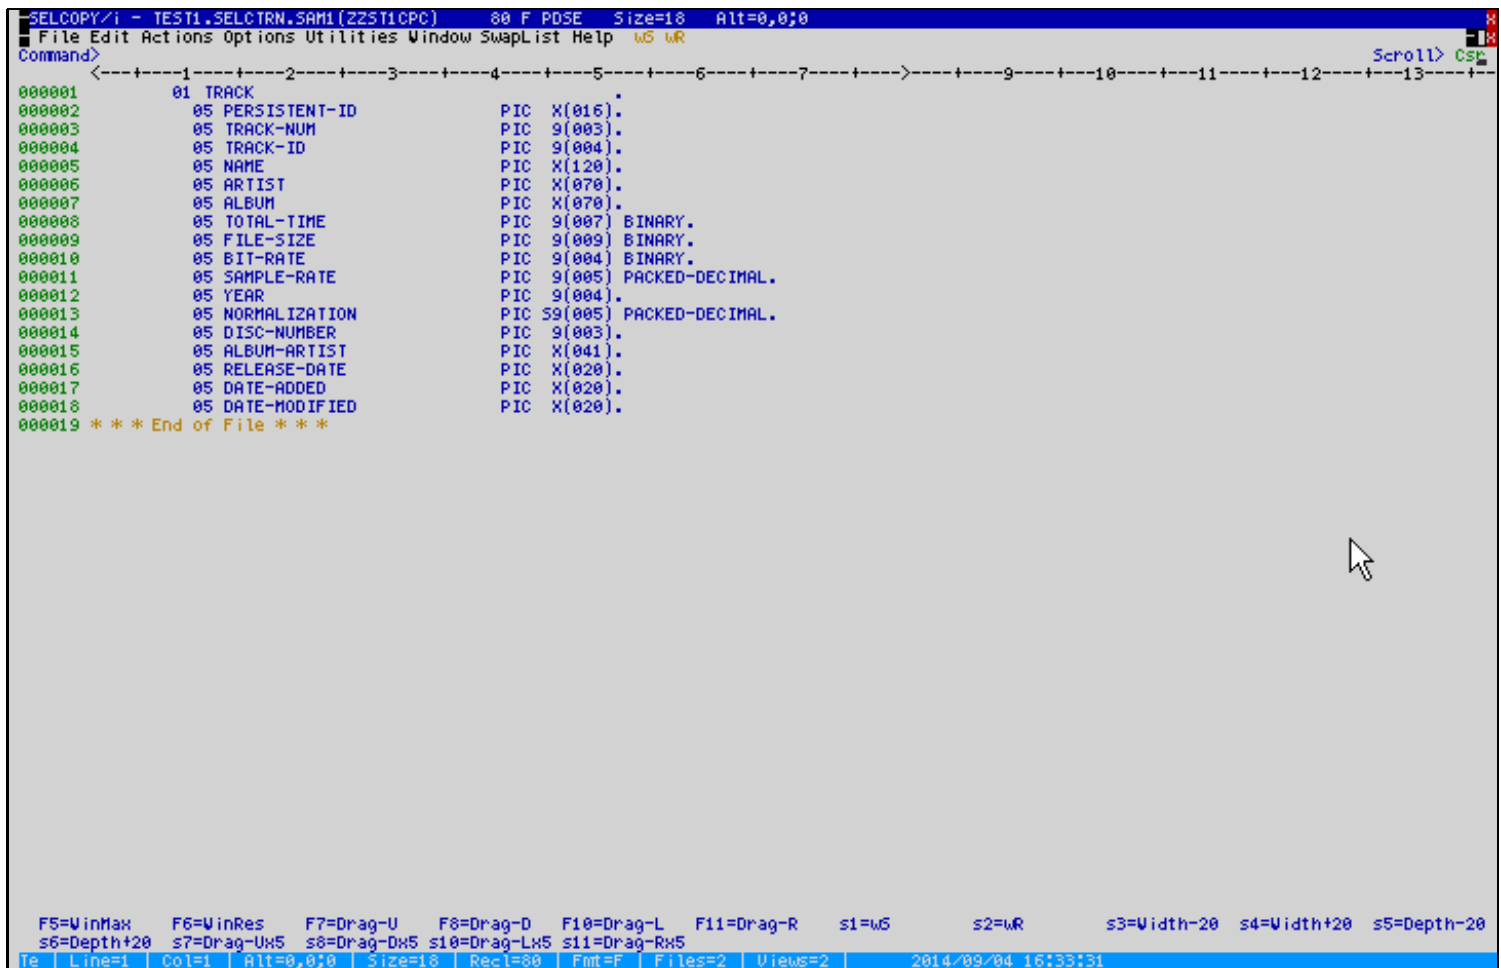 SELCOPY/i - TEST1.SELCTRN.SAM1(ZZST1CPC)     80 F PDSE   Size=18   Alt=0,0;0
File Edit Actions Options Utilities Window SwapList Help  wS wR
Command>                                                                  Scroll> Csr
<---+----1----+----2----+----3----+----4----+----5----+----6----+----7----+---->----+----9----+---10----+---11----+---12----+---13----+--
000001         01 TRACK                                   .
000002           05 PERSISTENT-ID              PIC  X(016).
000003           05 TRACK-NUM                  PIC  9(003).
000004           05 TRACK-ID                   PIC  9(004).
000005           05 NAME                       PIC  X(120).
000006           05 ARTIST                     PIC  X(070).
000007           05 ALBUM                      PIC  X(070).
000008           05 TOTAL-TIME                 PIC  9(007) BINARY.
000009           05 FILE-SIZE                  PIC  9(009) BINARY.
000010           05 BIT-RATE                   PIC  9(004) BINARY.
000011           05 SAMPLE-RATE                PIC  9(005) PACKED-DECIMAL.
000012           05 YEAR                       PIC  9(004).
000013           05 NORMALIZATION              PIC S9(005) PACKED-DECIMAL.
000014           05 DISC-NUMBER                PIC  9(003).
000015           05 ALBUM-ARTIST               PIC  X(041).
000016           05 RELEASE-DATE               PIC  X(020).
000017           05 DATE-ADDED                 PIC  X(020).
000018           05 DATE-MODIFIED              PIC  X(020).
000019 * * * End of File * * *
F5=WinMax    F6=WinRes    F7=Drag-U    F8=Drag-D   F10=Drag-L   F11=Drag-R    s1=wS        s2=wR        s3=Width-20  s4=Width+20  s5=Depth-20
s6=Depth+20  s7=Drag-Ux5  s8=Drag-Dx5 s10=Drag-Lx5 s11=Drag-Rx5
Te | Line=1 | Col=1 | Alt=0,0;0 | Size=18 | Recl=80 | Fmt=F | Files=2 | Views=2 |      2014/09/04 16:33:31